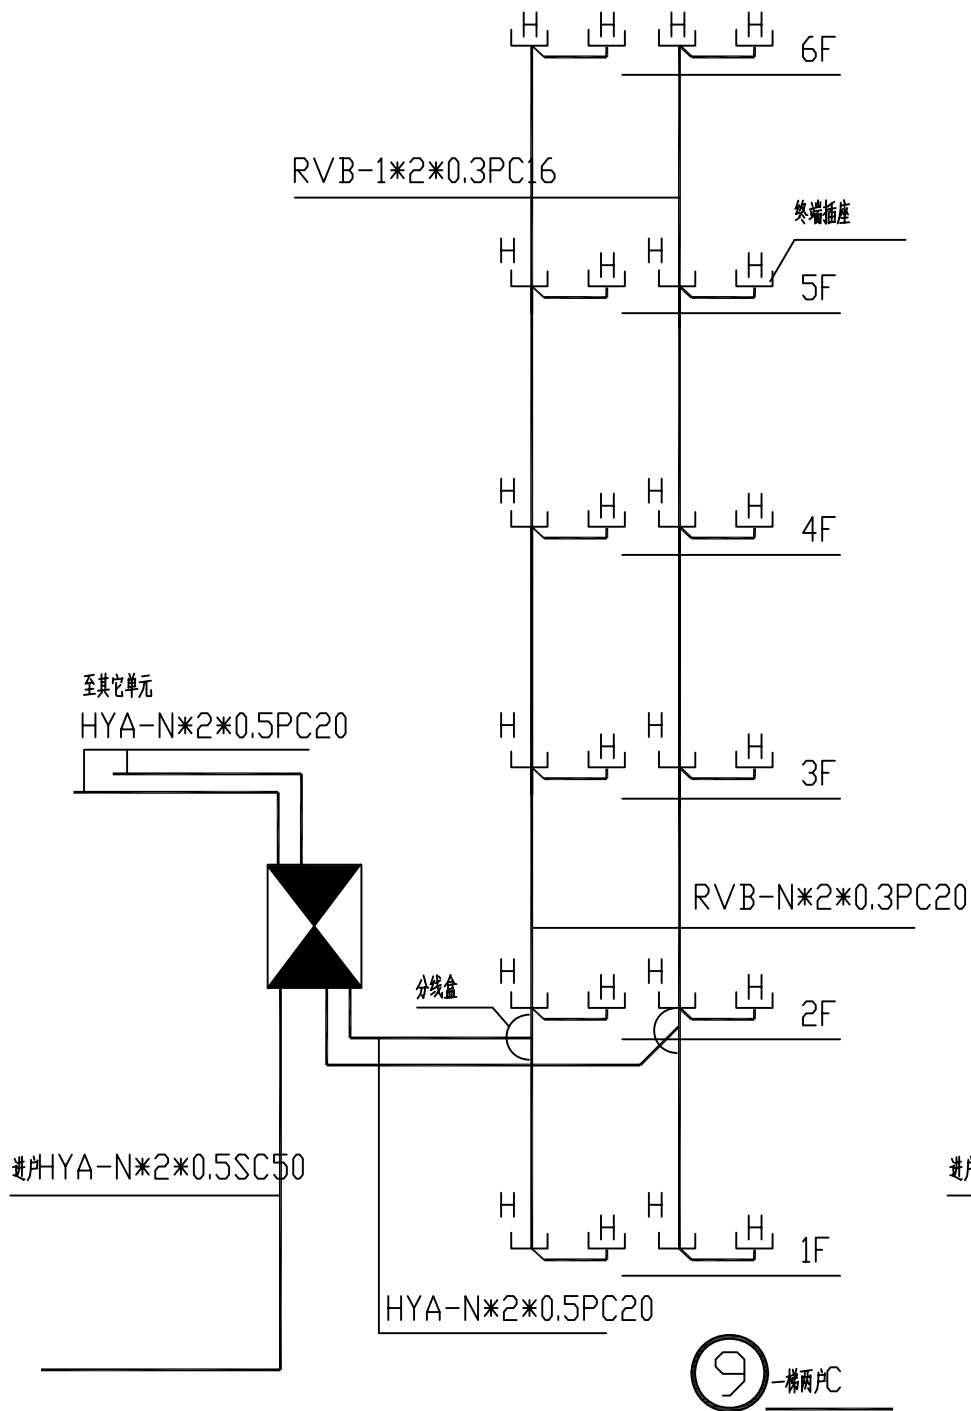 H H H H
6F
RVB-1*2*0.3PC16
终端插座
H H H H
5F
H H H H
4F
至其它单元
HYA-N*2*0.5PC20
H H H H
3F
RVB-N*2*0.3PC20
H H H H
分线盒
2F
进户HYA-N*2*0.5SC50
进户
H H H H
1F
HYA-N*2*0.5PC20
9
一梯两户C